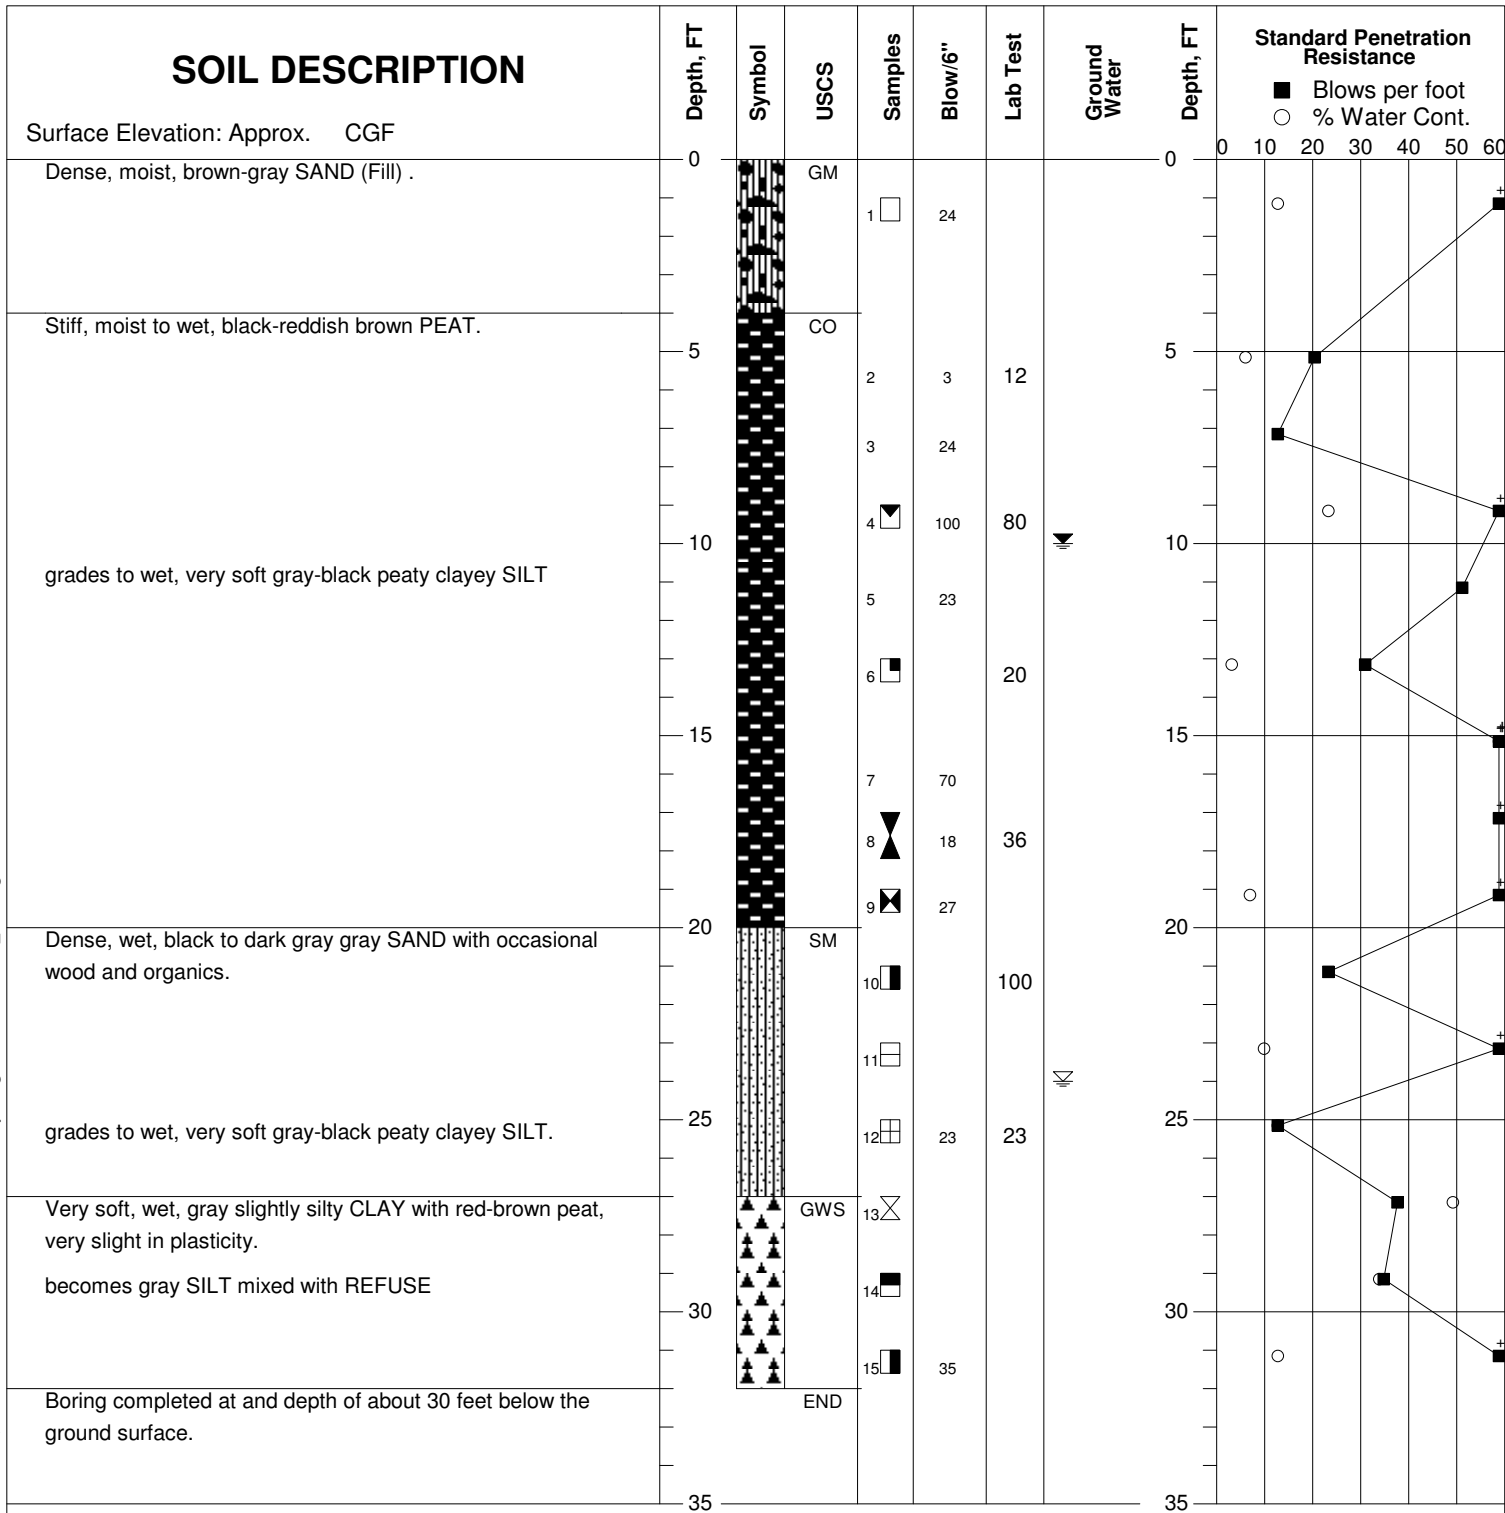 SOIL DESCRIPTION
Surface Elevation: Approx. CGF
Depth, FT
Symbol
USCS
Samples
Blow/6"
Lab Test
Ground
Water
Depth, FT
Standard Penetration
Resistance
Blows per foot
% Water Cont.
0 10 20 30 40 50 60
0 0
Dense, moist, brown-gray SAND (Fill) .
GM
1 24
Stiff, moist to wet, black-reddish brown PEAT.
CO
5 5
2 3 12
3 24
4 100 80
10 10
grades to wet, very soft gray-black peaty clayey SILT
5 23
6 20
15 15
7 70
8 18 36
9 27
20 20
Dense, wet, black to dark gray gray SAND with occasional
wood and organics.
SM
10 100
11
25 25
grades to wet, very soft gray-black peaty clayey SILT.
12 23 23
Very soft, wet, gray slightly silty CLAY with red-brown peat,
very slight in plasticity.
GWS
13
becomes gray SILT mixed with REFUSE
14
30 30
15 35
Boring completed at and depth of about 30 feet below the
ground surface.
END
35 35